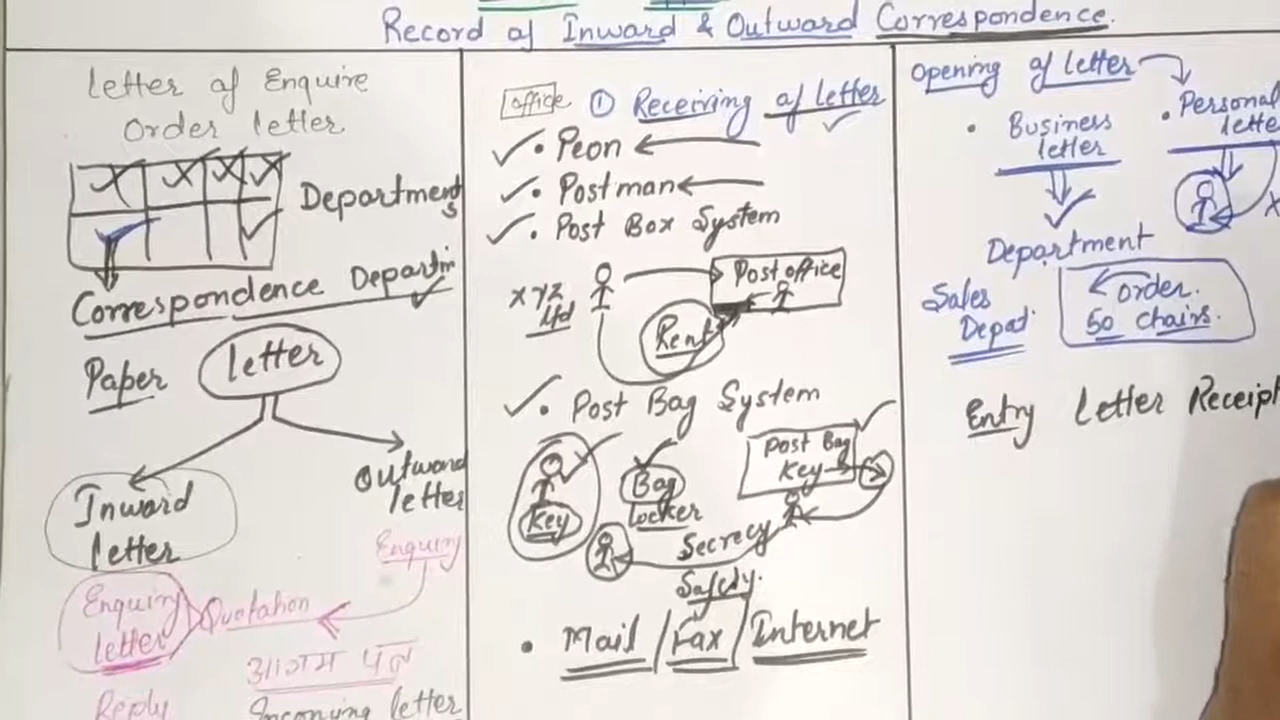 Record of Inward & Outward Correspondence.
Letter of Enquire
Order letter
Departments
Correspondence Departm
Paper
letter
Inward
letter
Outward
letter
Enquiry
Enquiry
letter
Quotation
आगम पत्र
Reply
Incoming letter
office ① Receiving of letter
• Peon
• Postman
• Post Box System
XYZ
Ltd
Post office
Rent
• Post Bag System
Key
Bag
Locker
Post Bag
Key
Secrecy
Safety.
• Mail / Fax / Internet
Opening of letter
• Business
letter
• Personal
letter
Department
Sales
Depat.
order.
50 chairs.
Entry Letter Receipt